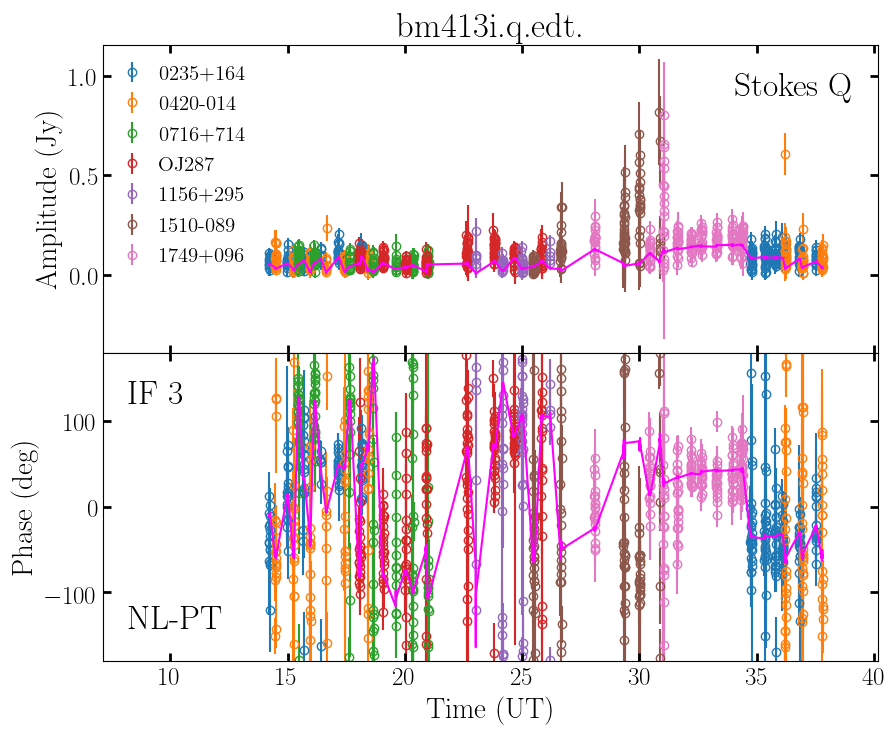 bm413i.q.edt.
Stokes Q
0235+164
0420-014
0716+714
OJ287
1156+295
1510-089
1749+096
Amplitude (Jy)
1.0
0.5
0.0
IF 3
NL-PT
Phase (deg)
100
0
−100
10 15 20 25 30 35 40
Time (UT)